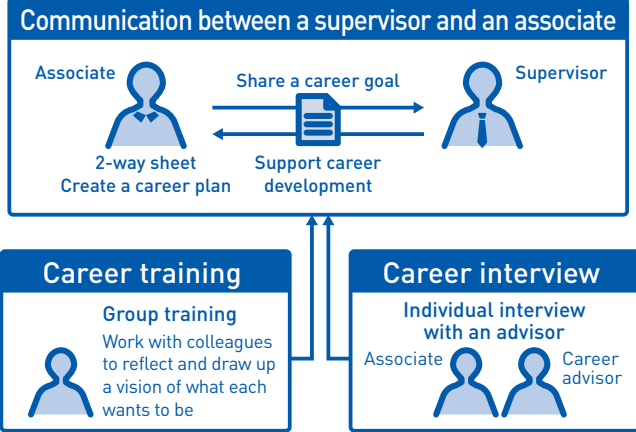 Communication between a supervisor and an associate
Associate
Share a career goal
Supervisor
2-way sheet
Create a career plan
Support career
development
Career training
Group training
Work with colleagues
to reflect and draw up
a vision of what each
wants to be
Career interview
Individual interview
with an advisor
Associate
Career
advisor